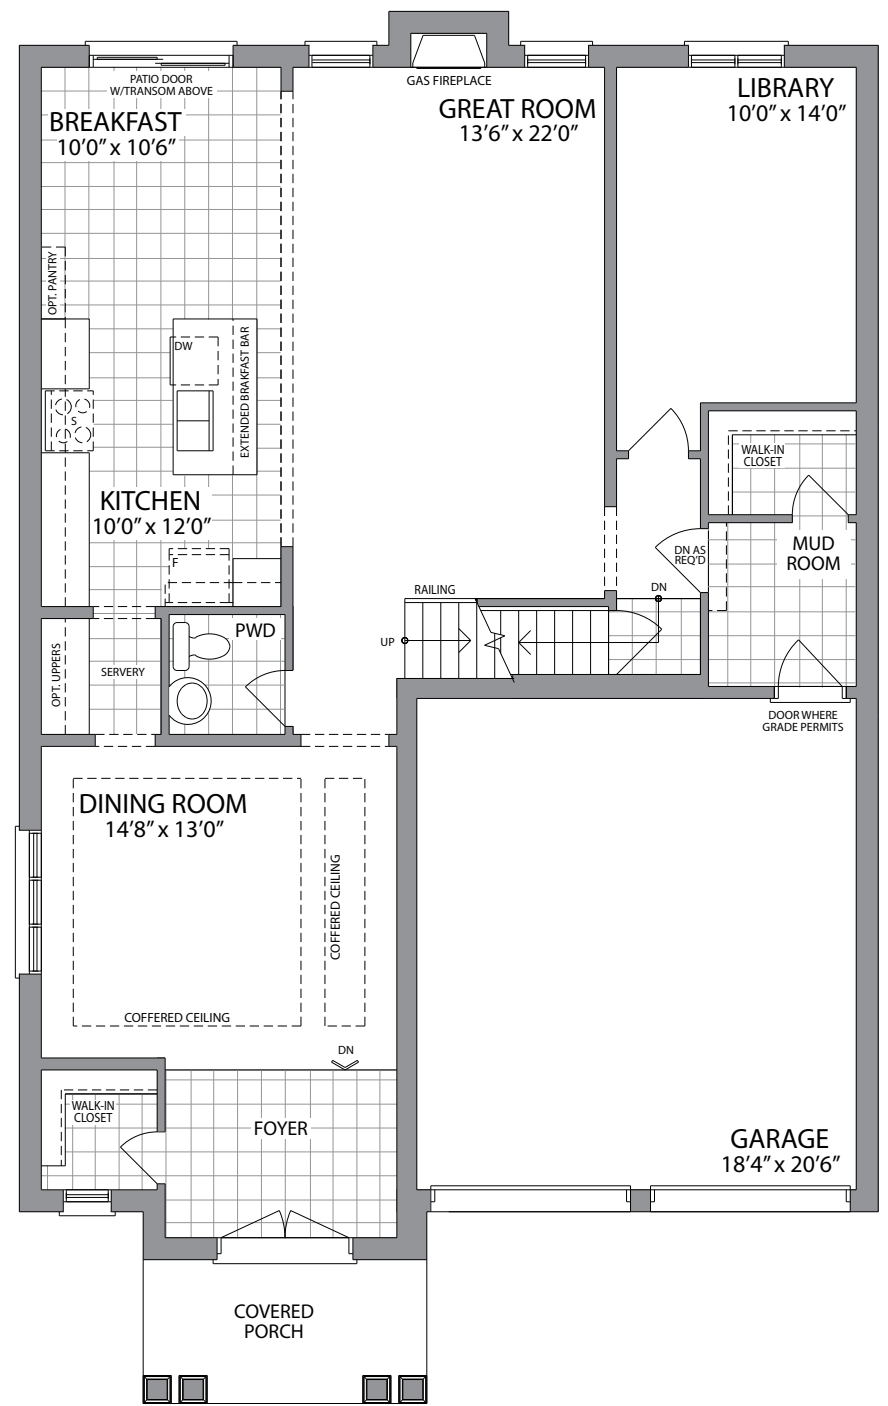 PATIO DOOR
W/TRANSOM ABOVE
BREAKFAST
10'0" x 10'6"
GAS FIREPLACE
GREAT ROOM
13'6" x 22'0"
LIBRARY
10'0" x 14'0"
OPT. PANTRY
DW
EXTENDED BRAKFAST BAR
S
KITCHEN
10'0" x 12'0"
F
WALK-IN
CLOSET
DN AS
REQ'D
MUD
ROOM
RAILING
DN
UP
PWD
OPT. UPPERS
SERVERY
DOOR WHERE
GRADE PERMITS
DINING ROOM
14'8" x 13'0"
COFFERED CEILING
COFFERED CEILING
DN
WALK-IN
CLOSET
FOYER
GARAGE
18'4" x 20'6"
COVERED
PORCH